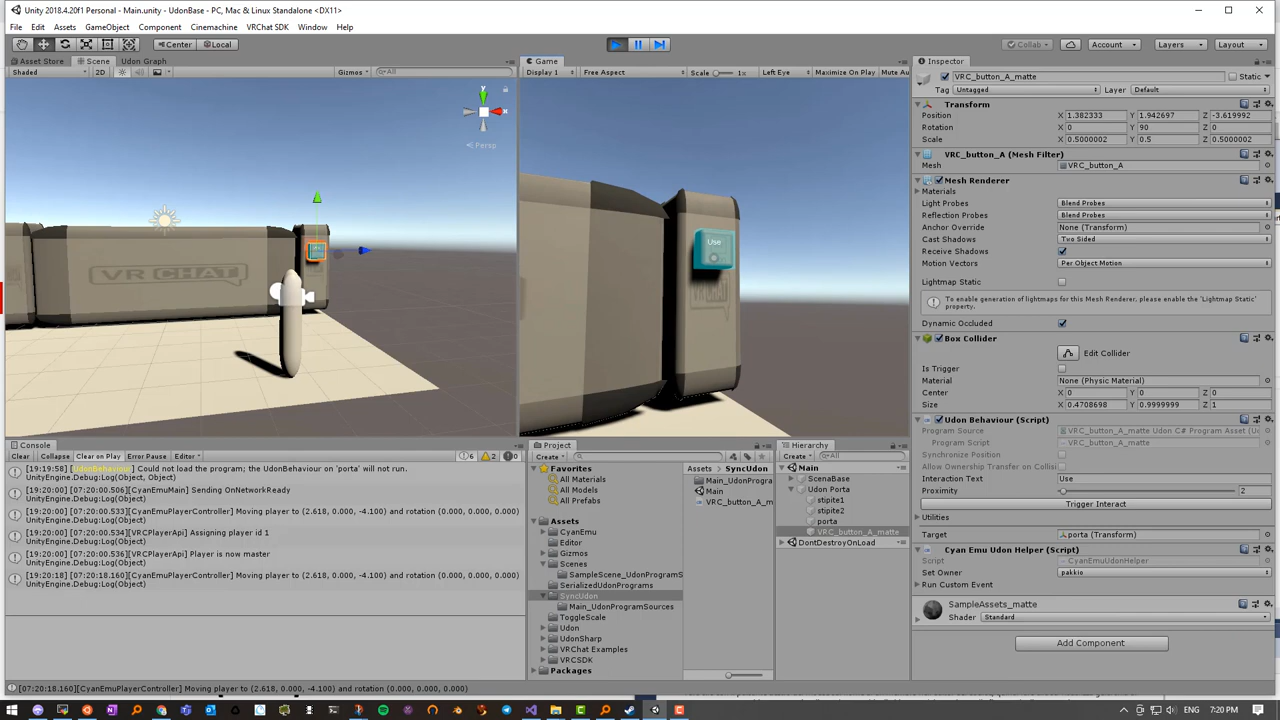 Unity 2018.4.20f1 Personal - Main.unity - UdonBase - PC, Mac & Linux Standalone <DX11>
File Edit Assets GameObject Component Cinemachine VRChat SDK Window Help
Center Local Collab Account Layers Layout
Asset Store Scene Udon Graph
Shaded 2D Gizmos All
y
x
Persp
VR CHAT
Game
Display 1 Free Aspect Scale 1x Left Eye Maximize On Play Mute Au
Use
VRCHAT
Inspector
VRC_button_A_matte Static
Tag Untagged Layer Default
Transform
Position X 1.382333 Y 1.942697 Z -3.619992
Rotation X 0 Y 90 Z 0
Scale X 0.5000002 Y 0.5 Z 0.5000002
VRC_button_A (Mesh Filter)
Mesh VRC_button_A
Mesh Renderer
Materials
Light Probes Blend Probes
Reflection Probes Blend Probes
Anchor Override None (Transform)
Cast Shadows Two Sided
Receive Shadows
Motion Vectors Per Object Motion
Lightmap Static
To enable generation of lightmaps for this Mesh Renderer, please enable the 'Lightmap Static'
property.
Dynamic Occluded
Box Collider
Edit Collider
Is Trigger
Material None (Physic Material)
Center X 0 Y 0 Z 0
Size X 0.4708698 Y 0.9999999 Z 1
Udon Behaviour (Script)
Program Source VRC_button_A_matte Udon C# Program Asset (U
Program Script VRC_button_A_matte
Synchronize Position
Allow Ownership Transfer on Collisi
Interaction Text Use
Proximity 2
Trigger Interact
Utilities
Target porta (Transform)
Cyan Emu Udon Helper (Script)
Script CyanEmuUdonHelper
Set Owner pakkio
Run Custom Event
SampleAssets_matte
Shader Standard
Add Component
Console
Clear Collapse Clear on Play Error Pause Editor 6 2 0
[19:19:58] [UdonBehaviour] Could not load the program; the UdonBehaviour on 'porta' will not run.
UnityEngine.Debug:Log(Object, Object)
[19:20:00] [07:20:00.506][CyanEmuMain] Sending OnNetworkReady
UnityEngine.Debug:Log(Object)
[19:20:00] [07:20:00.533][CyanEmuPlayerController] Moving player to (2.618, 0.000, -4.100) and rotation (0.000, 0.000, 0.000)
UnityEngine.Debug:Log(Object)
[19:20:00] [07:20:00.534][VRCPlayerApi] Assigning player id 1
UnityEngine.Debug:Log(Object)
[19:20:00] [07:20:00.536][VRCPlayerApi] Player is now master
UnityEngine.Debug:Log(Object)
[19:20:18] [07:20:18.160][CyanEmuPlayerController] Moving player to (2.618, 0.000, -4.100) and rotation (0.000, 0.000, 0.000)
UnityEngine.Debug:Log(Object)
Project
Create
Favorites
All Materials
All Models
All Prefabs
Assets
CyanEmu
Editor
Gizmos
Scenes
SampleScene_UdonProgramS
SerializedUdonPrograms
SyncUdon
Main_UdonProgramSources
ToggleScale
Udon
UdonSharp
VRChat Examples
VRCSDK
Packages
Assets SyncUdon
Main_UdonProgra
Main
VRC_button_A_m
Hierarchy
Create All
Main
ScenaBase
Udon Porta
stipite1
stipite2
porta
VRC_button_A_matte
DontDestroyOnLoad
[07:20:18.160][CyanEmuPlayerController] Moving player to (2.618, 0.000, -4.100) and rotation (0.000, 0.000, 0.000)
7:20 PM